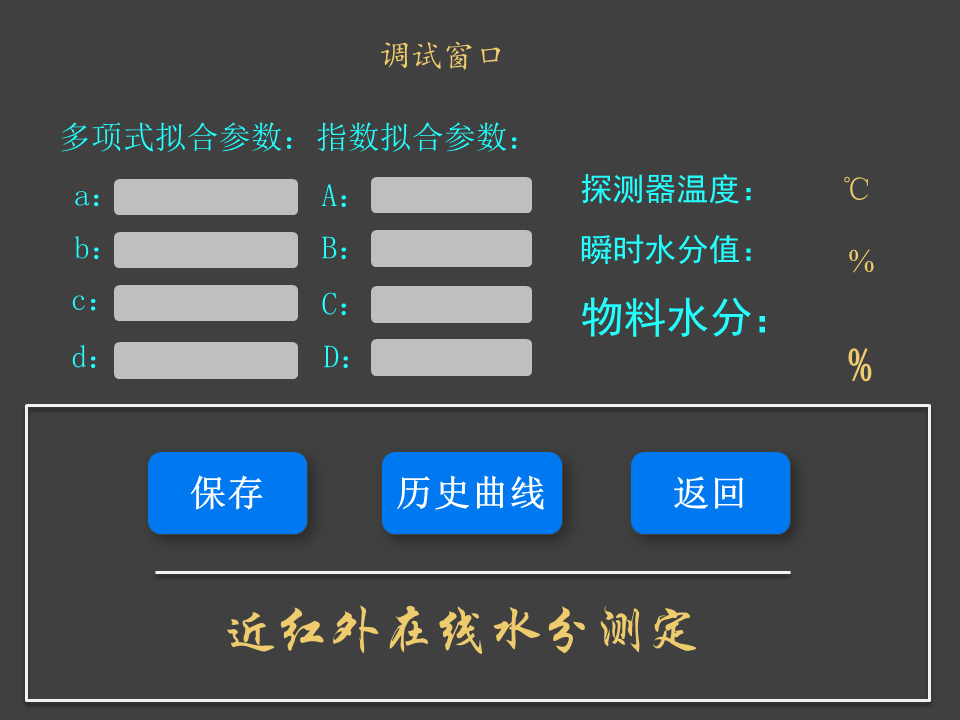 调试窗口
多项式拟合参数：指数拟合参数：
a：
A：
探测器温度：
℃
b：
B：
瞬时水分值：
%
c：
C：
物料水分：
d：
D：
%
保存
历史曲线
返回
近红外在线水分测定